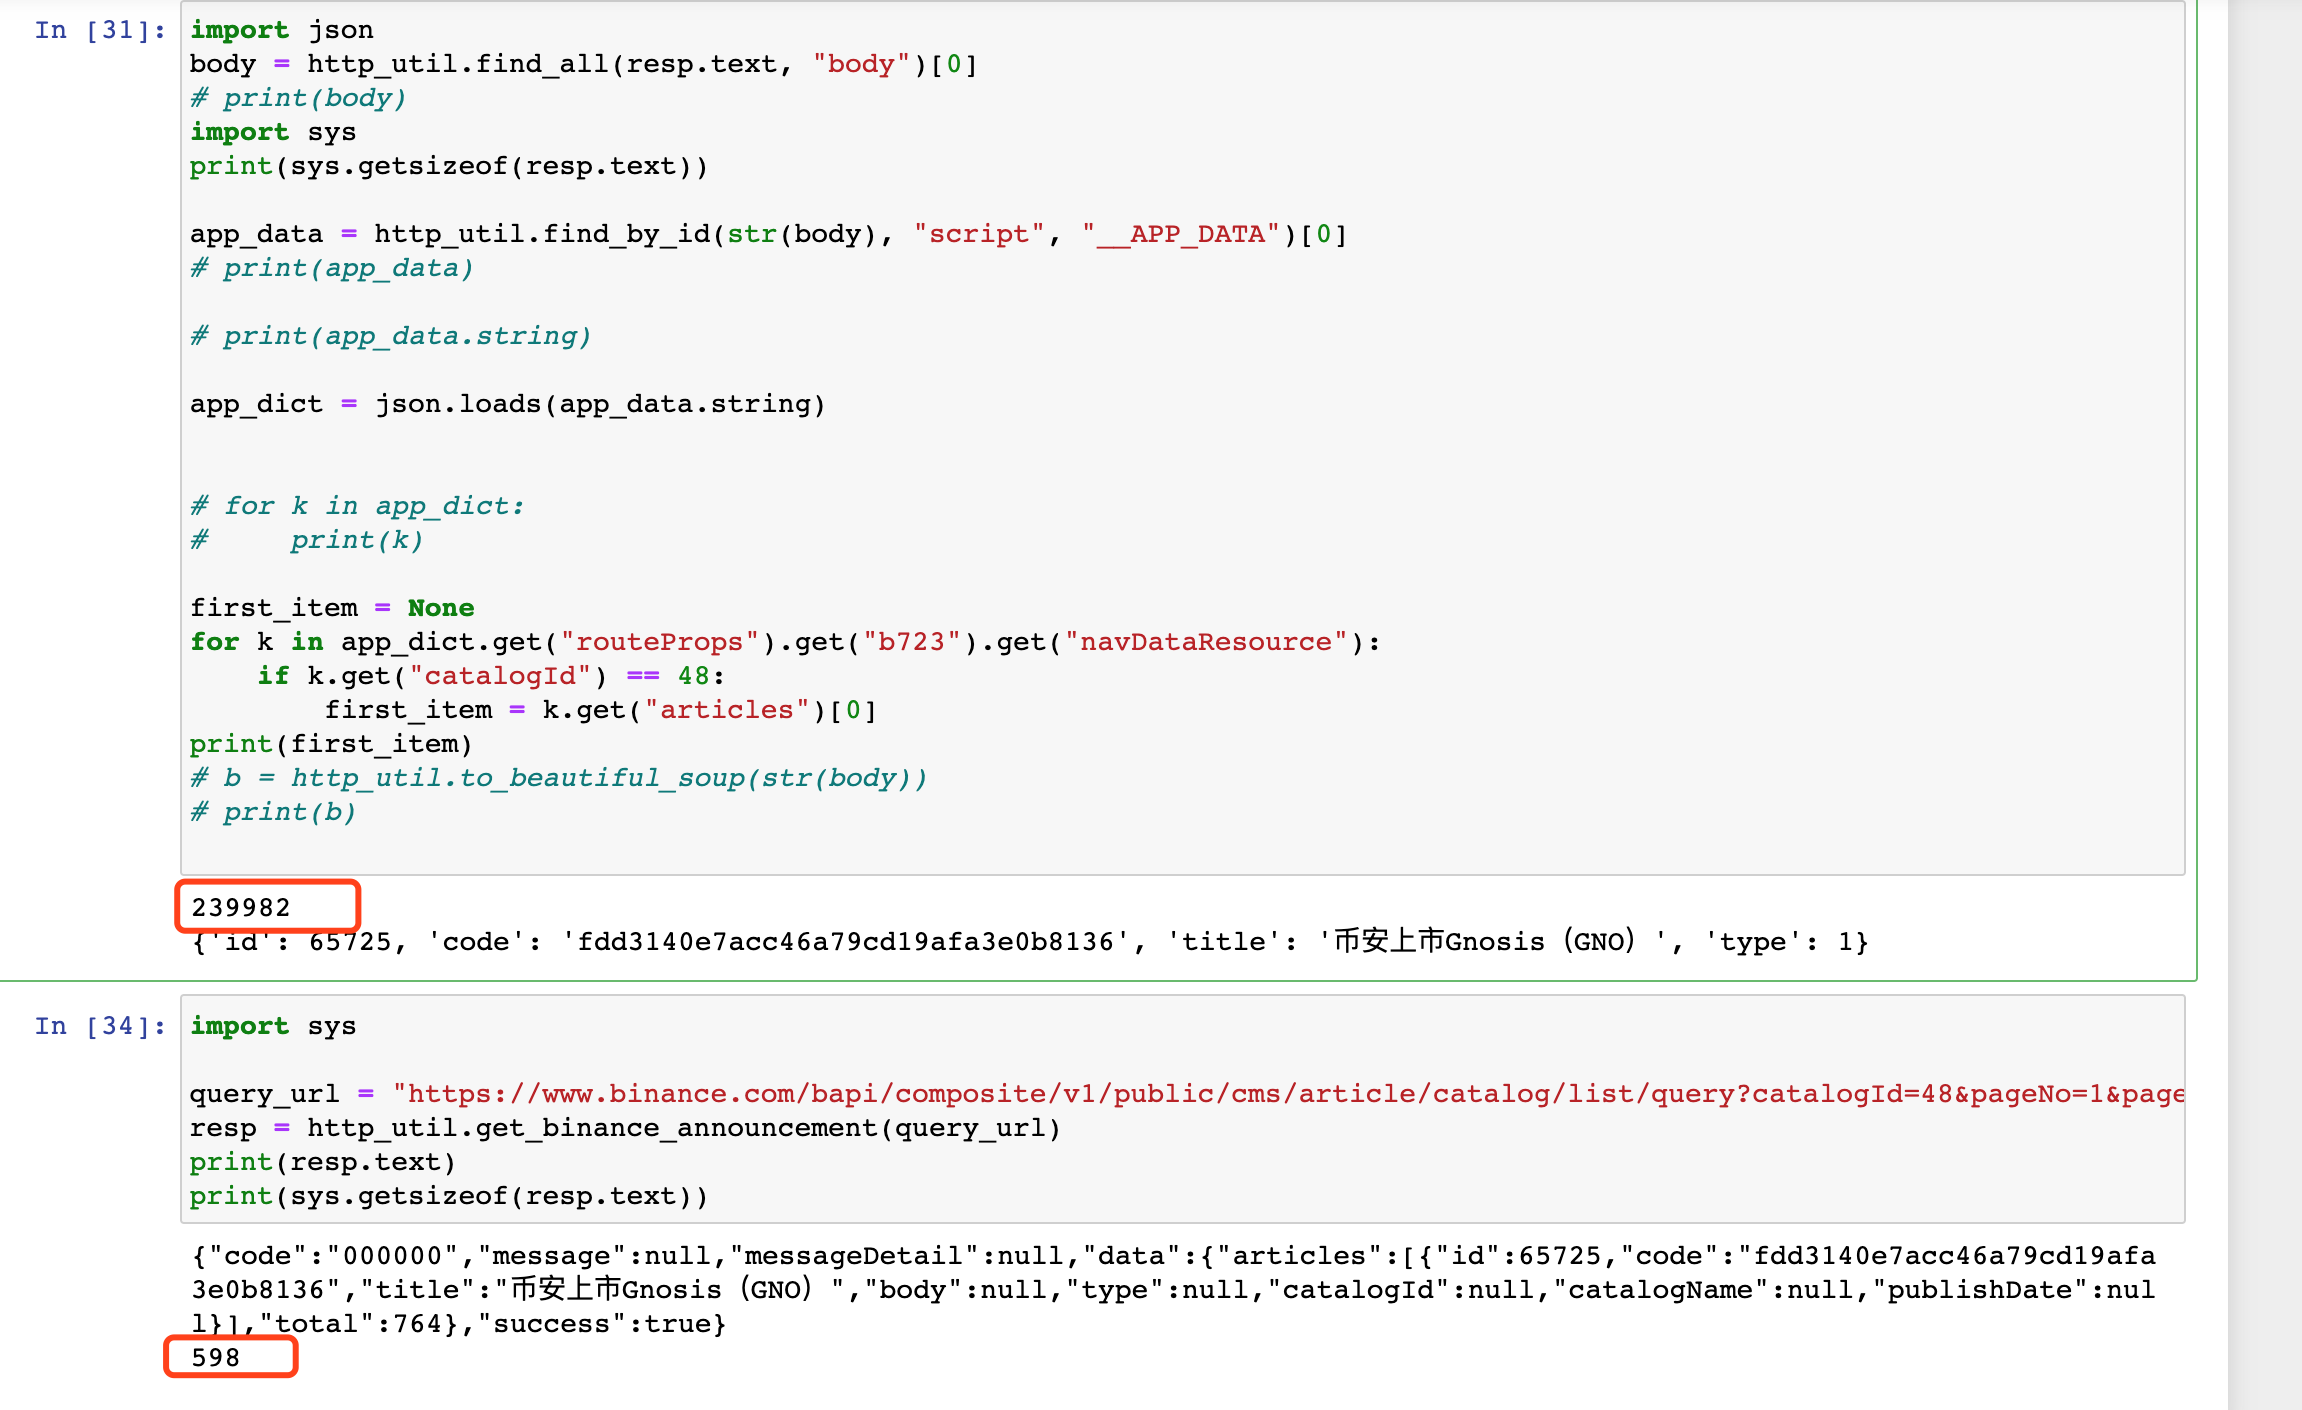 In [31]:
import json
body = http_util.find_all(resp.text, "body")[0]
# print(body)
import sys
print(sys.getsizeof(resp.text))
app_data = http_util.find_by_id(str(body), "script", "__APP_DATA")[0]
# print(app_data)
# print(app_data.string)
app_dict = json.loads(app_data.string)
# for k in app_dict:
#     print(k)
first_item = None
for k in app_dict.get("routeProps").get("b723").get("navDataResource"):
    if k.get("catalogId") == 48:
        first_item = k.get("articles")[0]
print(first_item)
# b = http_util.to_beautiful_soup(str(body))
# print(b)
239982
{'id': 65725, 'code': 'fdd3140e7acc46a79cd19afa3e0b8136', 'title': '币安上市Gnosis（GNO）', 'type': 1}
In [34]:
import sys
query_url = "https://www.binance.com/bapi/composite/v1/public/cms/article/catalog/list/query?catalogId=48&pageNo=1&page
resp = http_util.get_binance_announcement(query_url)
print(resp.text)
print(sys.getsizeof(resp.text))
{"code":"000000","message":null,"messageDetail":null,"data":{"articles":[{"id":65725,"code":"fdd3140e7acc46a79cd19afa
3e0b8136","title":"币安上市Gnosis（GNO）","body":null,"type":null,"catalogId":null,"catalogName":null,"publishDate":nul
l}],"total":764},"success":true}
598